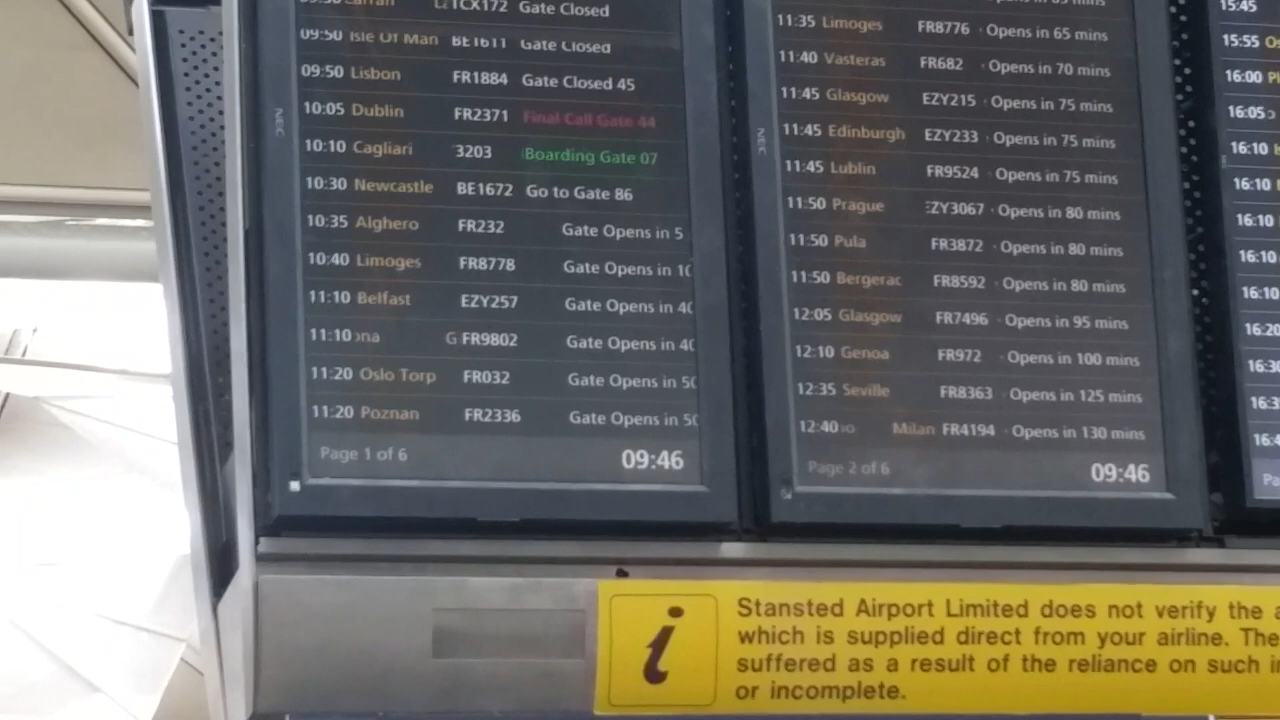 TCX172 Gate Closed
09:50 Isle Of Man BE1611 Gate Closed
09:50 Lisbon FR1884 Gate Closed 45
10:05 Dublin FR2371 Final Call Gate 44
10:10 Cagliari 3203 Boarding Gate 07
10:30 Newcastle BE1672 Go to Gate 86
10:35 Alghero FR232 Gate Opens in 5
10:40 Limoges FR8778 Gate Opens in 10
11:10 Belfast EZY257 Gate Opens in 40
11:10 ona G FR9802 Gate Opens in 40
11:20 Oslo Torp FR032 Gate Opens in 50
11:20 Poznan FR2336 Gate Opens in 50
Page 1 of 6 09:46
NEC
11:35 Limoges FR8776 Opens in 65 mins
11:40 Vasteras FR682 Opens in 70 mins
11:45 Glasgow EZY215 Opens in 75 mins
11:45 Edinburgh EZY233 Opens in 75 mins
11:45 Lublin FR9524 Opens in 75 mins
11:50 Prague EZY3067 Opens in 80 mins
11:50 Pula FR3872 Opens in 80 mins
11:50 Bergerac FR8592 Opens in 80 mins
12:05 Glasgow FR7496 Opens in 95 mins
12:10 Genoa FR972 Opens in 100 mins
12:35 Seville FR8363 Opens in 125 mins
12:40 io Milan FR4194 Opens in 130 mins
Page 2 of 6 09:46
NEC
15:45
15:55
16:00
16:05
16:10
16:10
16:10
16:10
16:10
16:20
i
Stansted Airport Limited does not verify the
which is supplied direct from your airline. The
suffered as a result of the reliance on such
or incomplete.